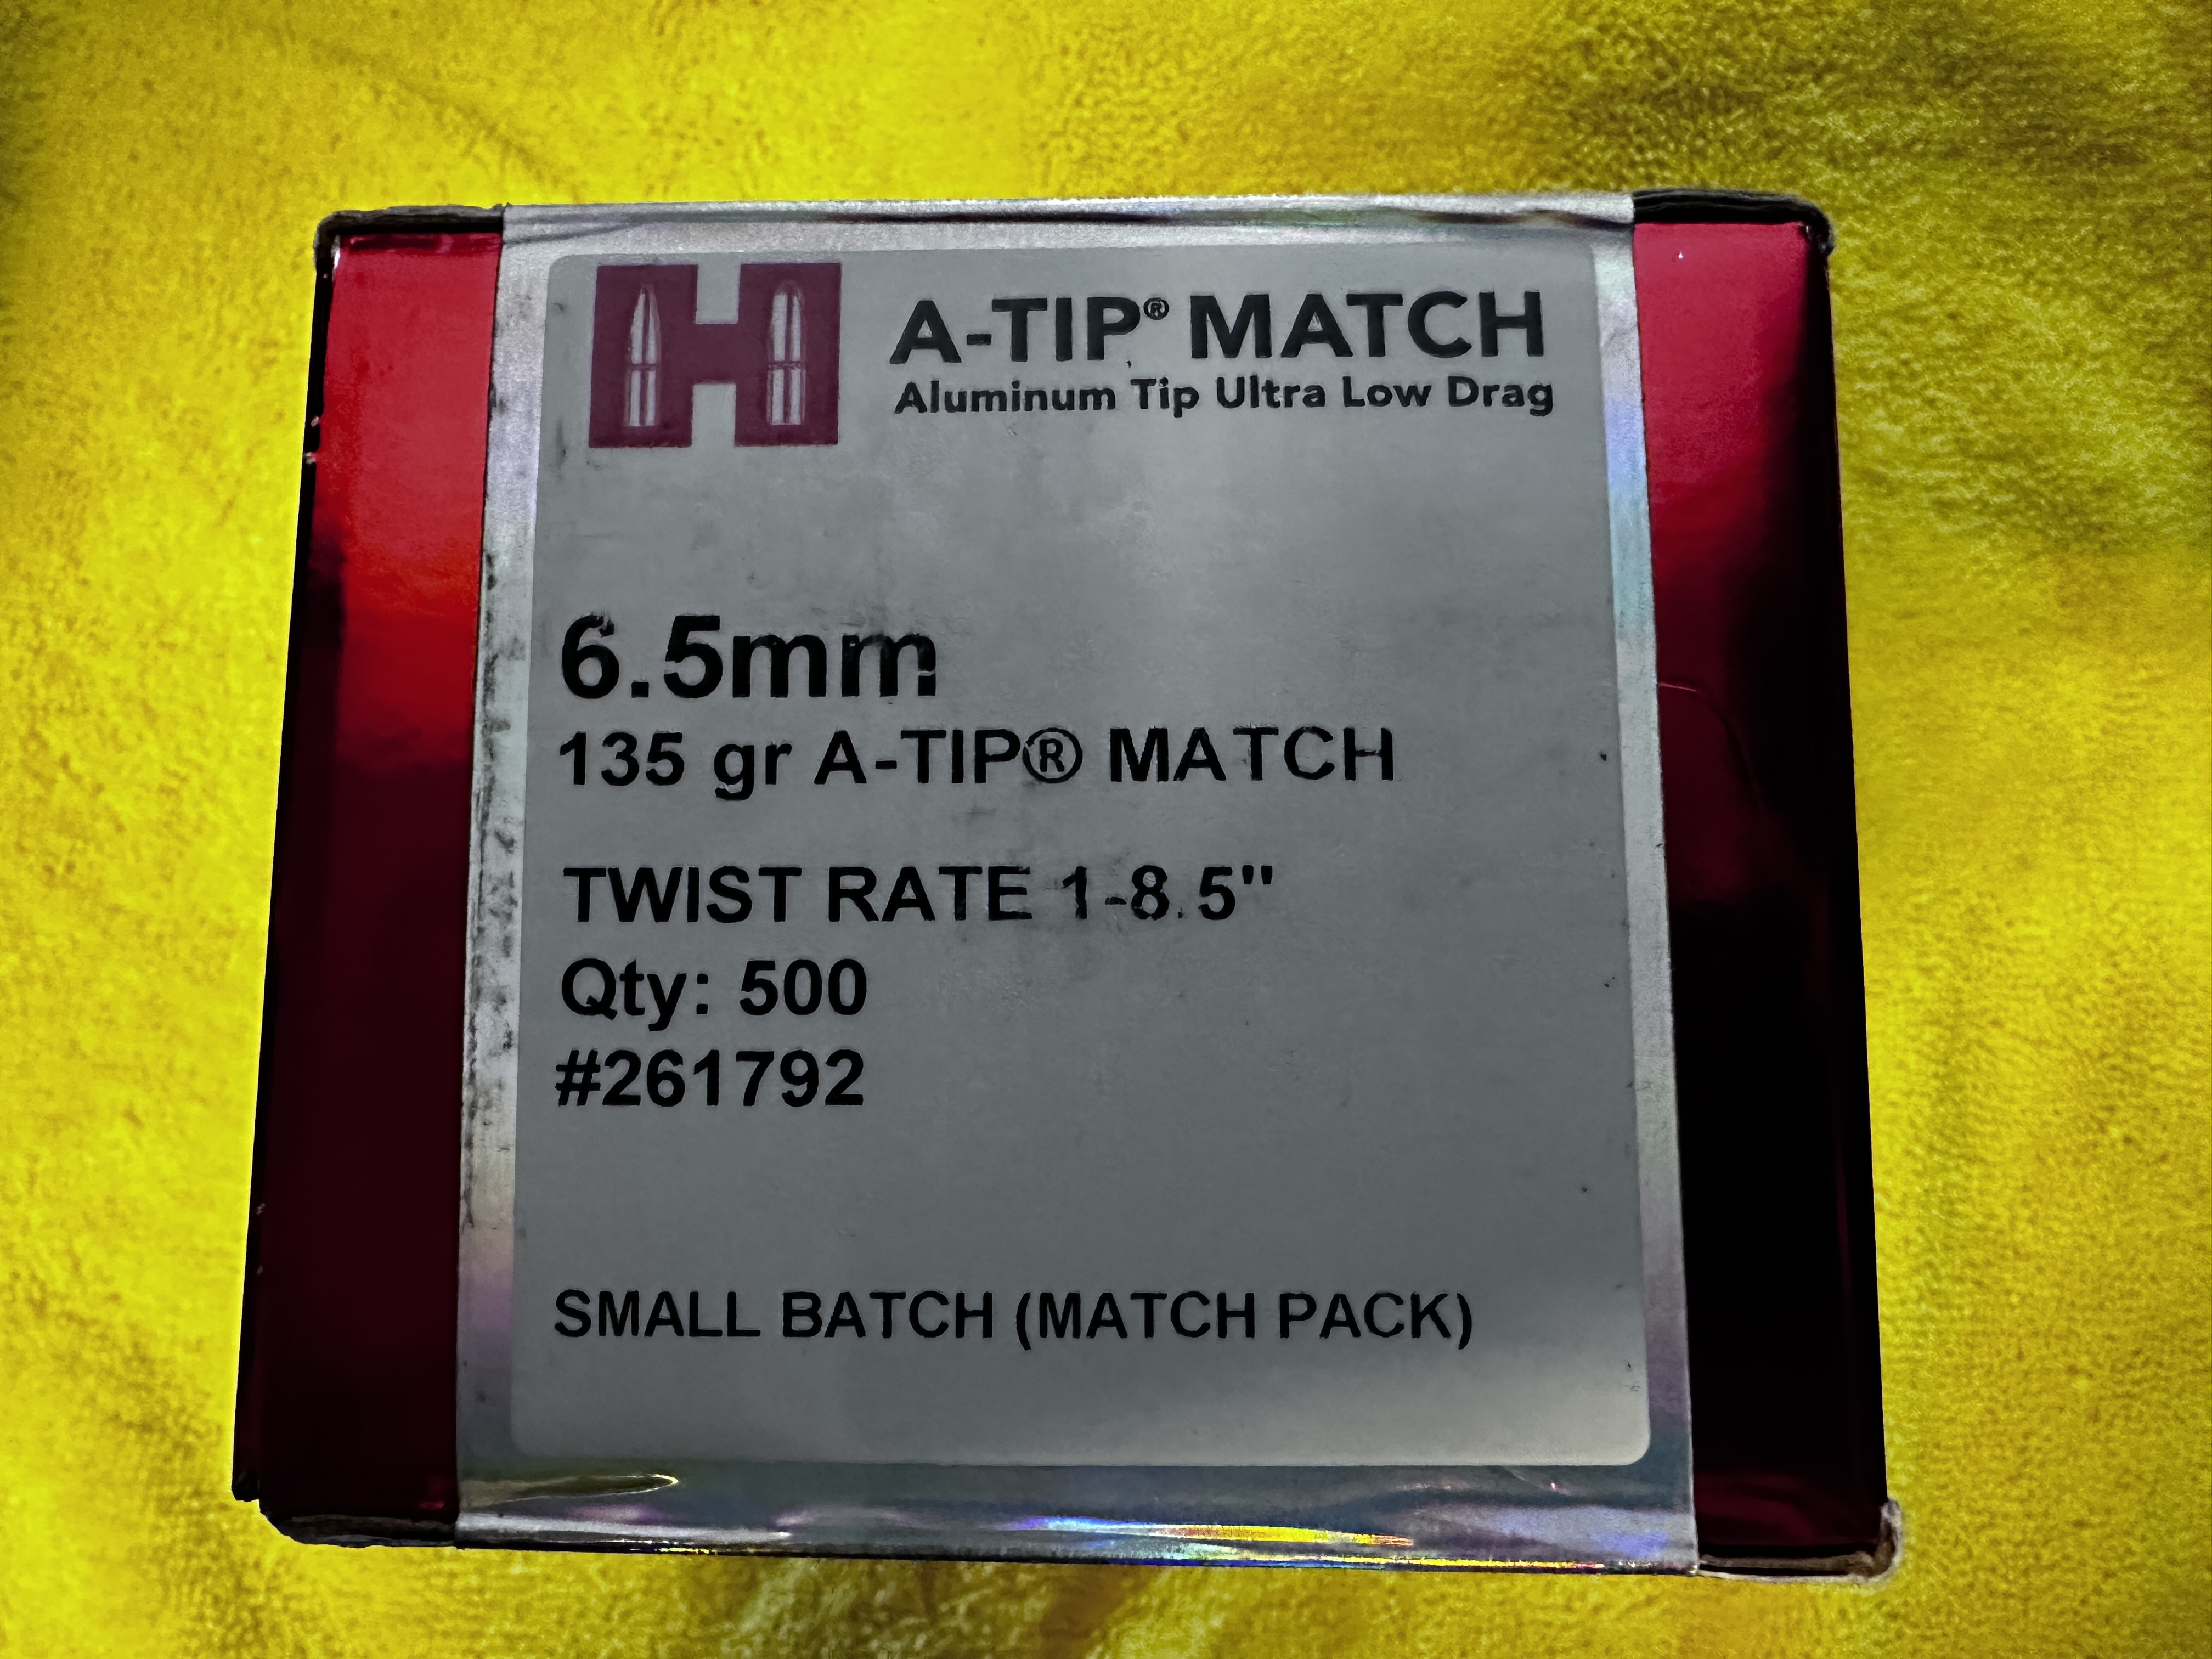 A-TIP® MATCH
Aluminum Tip Ultra Low Drag
6.5mm
135 gr A-TIP® MATCH
TWIST RATE 1-8.5"
Qty: 500
#261792
SMALL BATCH (MATCH PACK)